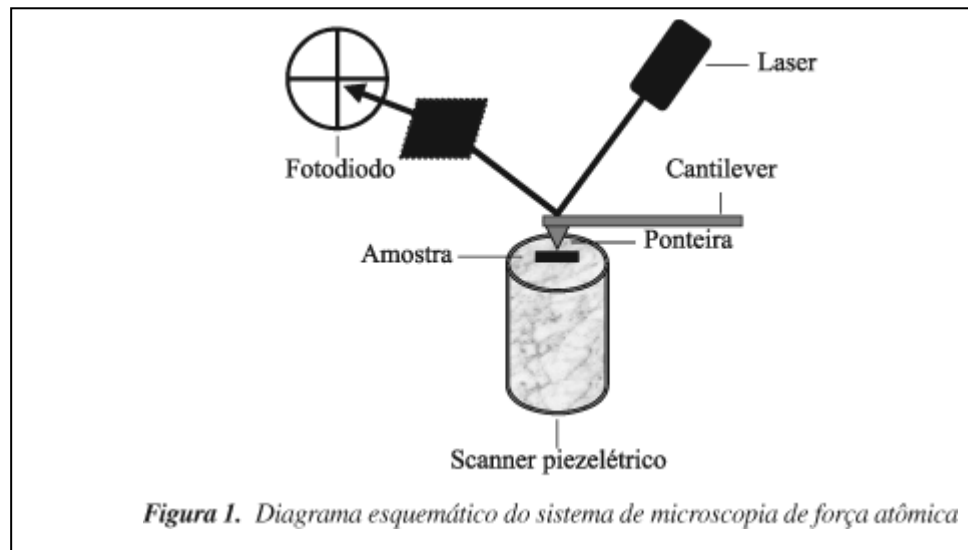 Laser
Fotodiodo
Cantilever
Amostra
Ponteira
Scanner piezelétrico
Figura 1. Diagrama esquemático do sistema de microscopia de força atômica